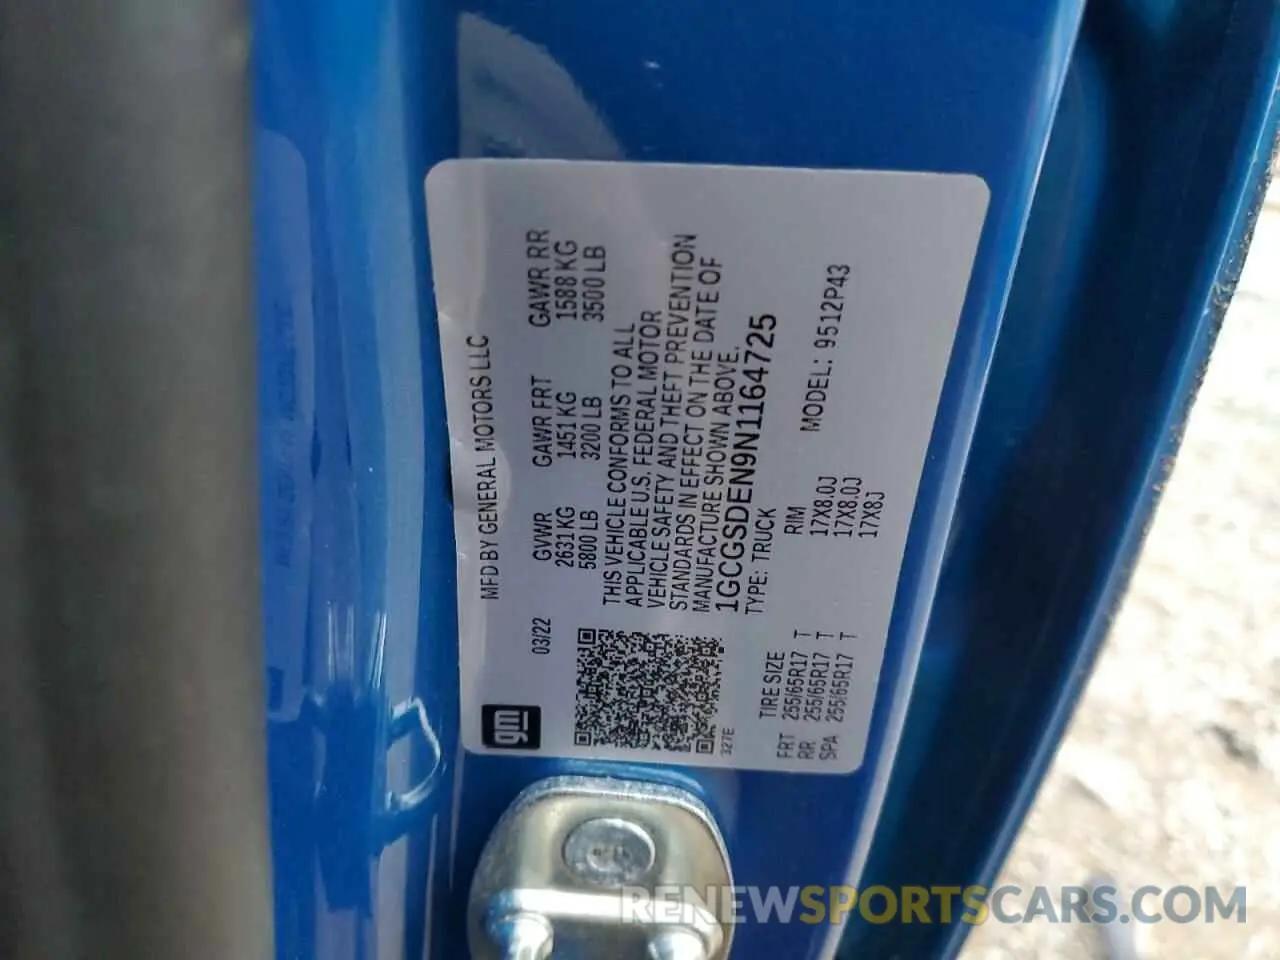 gm
MFD BY GENERAL MOTORS LLC
03/22
GVWR GAWR FRT GAWR RR
2631 KG 1451 KG 1588 KG
5800 LB 3200 LB 3500 LB
THIS VEHICLE CONFORMS TO ALL
APPLICABLE U.S. FEDERAL MOTOR
VEHICLE SAFETY AND THEFT PREVENTION
STANDARDS IN EFFECT ON THE DATE OF
MANUFACTURE SHOWN ABOVE.
1GCGSDEN9N1164725
327E
TYPE: TRUCK
TIRE SIZE RIM
FRT 255/65R17 T 17X8.0J
RR 255/65R17 T 17X8.0J
SPA 255/65R17 T 17X8J
MODEL: 9512P43
RENEWSPORTSCARS.COM